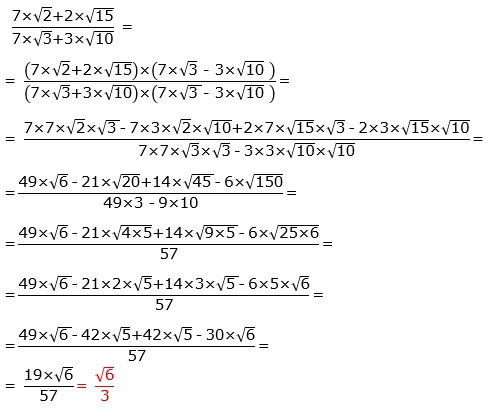 (7×√2+2×√15)/(7×√3+3×√10) =
= ((7×√2+2×√15)×(7×√3 - 3×√10 ))/((7×√3+3×√10)×(7×√3 - 3×√10 )) =
= (7×7×√2×√3 - 7×3×√2×√10+2×7×√15×√3 - 2×3×√15×√10)/(7×7×√3×√3 - 3×3×√10×√10) =
= (49×√6 - 21×√20+14×√45 - 6×√150)/(49×3 - 9×10) =
= (49×√6 - 21×√(4×5)+14×√(9×5) - 6×√(25×6))/57 =
= (49×√6 - 21×2×√5+14×3×√5 - 6×5×√6)/57 =
= (49×√6 - 42×√5+42×√5 - 30×√6)/57 =
= (19×√6)/57 = √6/3